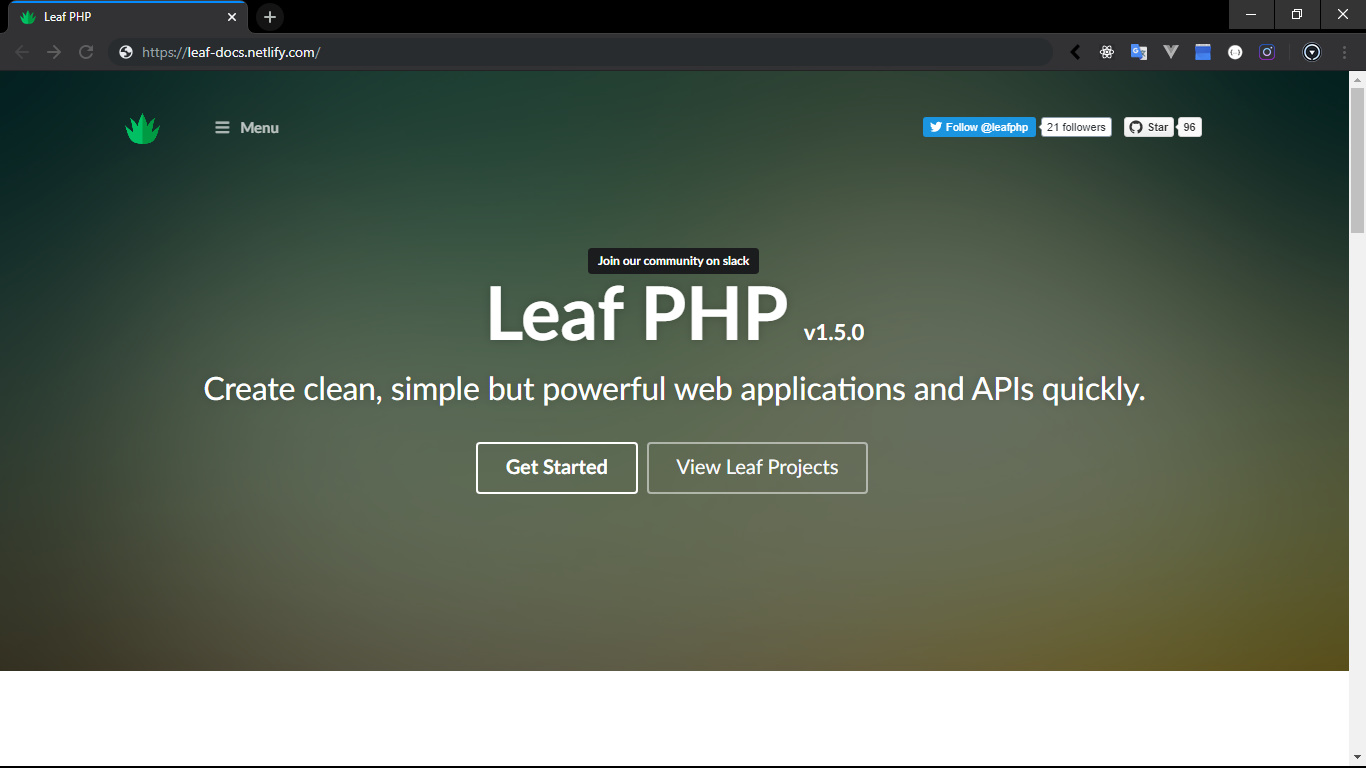 Leaf PHP
https://leaf-docs.netlify.com/
Menu
Follow @leafphp
21 followers
Star
96
Join our community on slack
Leaf PHP v1.5.0
Create clean, simple but powerful web applications and APIs quickly.
Get Started
View Leaf Projects